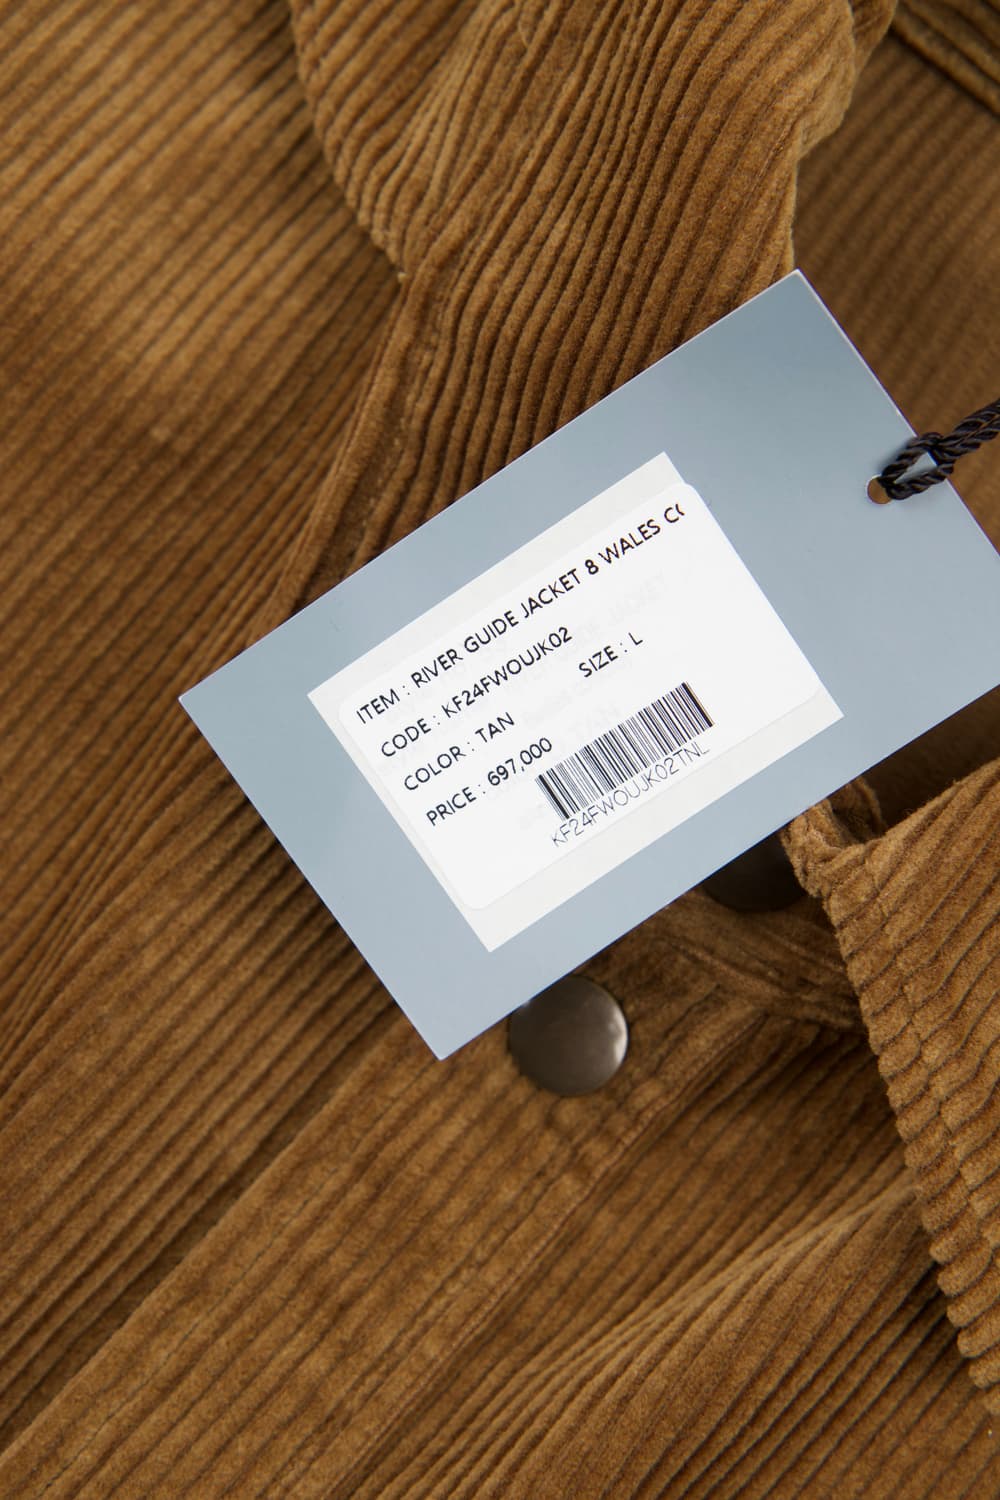 ITEM : RIVER GUIDE JACKET 8 WALES
CODE : KF24FWOUJK02
COLOR : TAN SIZE : L
PRICE : 697,000
KF24FWOUJK02TNL